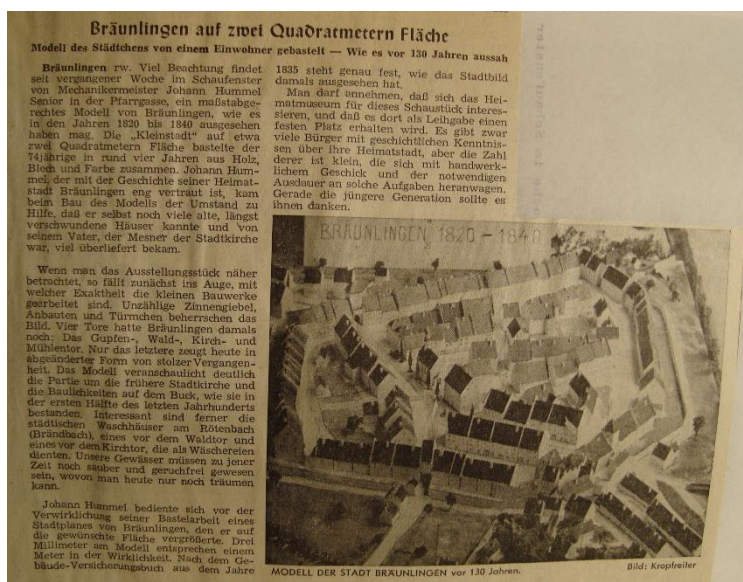 Bräunlingen auf zwei Quadratmetern Fläche
Modell des Städtchens von einem Einwohner gebastelt — Wie es vor 130 Jahren aussah
Bräunlingen rw. Viel Beachtung findet
seit vergangener Woche im Schaufenster
von Mechanikermeister Johann Hummel
Senior in der Pfarrgasse, ein maßstabge-
rechtes Modell von Bräunlingen, wie es
in den Jahren 1820 bis 1840 ausgesehen
haben mag. Die „Kleinstadt" auf etwa
zwei Quadratmetern Fläche bastelte der
74jährige in rund vier Jahren aus Holz,
Blech und Farbe zusammen. Johann Hum-
mel, der mit der Geschichte seiner Heimat-
stadt Bräunlingen eng vertraut ist, kam
beim Bau des Modells der Umstand zu
Hilfe, daß er selbst noch viele alte, längst
verschwundene Häuser kannte und von
seinem Vater, der Mesner der Stadtkirche
war, viel überliefert bekam.
Wenn man das Ausstellungsstück näher
betrachtet, so fällt zunächst ins Auge, mit
welcher Exaktheit die kleinen Bauwerke
gearbeitet sind. Unzählige Zinnengiebel,
Anbauten und Türmchen beherrschen das
Bild. Vier Tore hatte Bräunlingen damals
noch: Das Gupfen-, Wald-, Kirch- und
Mühlentor. Nur das letztere zeugt heute in
abgeänderter Form von stolzer Vergangen-
heit. Das Modell veranschaulicht deutlich
die Partie um die frühere Stadtkirche und
die Baulichkeiten auf dem Buck, wie sie in
der ersten Hälfte des letzten Jahrhunderts
bestanden. Interessant sind ferner die
städtischen Waschhäuser am Rötenbach
(Brändbach), eines vor dem Waldtor und
eines vor dem Kirchtor, die als Wäschereien
dienten. Unsere Gewässer müssen zu jener
Zeit noch sauber und geruchfrei gewesen
sein, wovon man heute nur noch träumen
kann.
Johann Hummel bediente sich vor der
Verwirklichung seiner Bastelarbeit eines
Stadtplanes von Bräunlingen, den er auf
die gewünschte Fläche vergrößerte. Drei
Millimeter am Modell entsprechen einem
Meter in der Wirklichkeit. Nach dem Ge-
bäude-Versicherungsbuch aus dem Jahre
1835 steht genau fest, wie das Stadtbild
damals ausgesehen hat.
Man darf annehmen, daß sich das Hei-
matmuseum für dieses Schaustück interes-
sieren, und daß es dort als Leihgabe einen
festen Platz erhalten wird. Es gibt zwar
viele Bürger mit geschichtlichen Kenntnis-
sen über ihre Heimatstadt, aber die Zahl
derer ist klein, die sich mit handwerk-
lichem Geschick und der notwendigen
Ausdauer an solche Aufgaben heranwagen.
Gerade die jüngere Generation sollte es
ihnen danken.
BRÄUNLINGEN 1820 – 1840
MODELL DER STADT BRÄUNLINGEN vor 130 Jahren.
Bild: Kropfreiter